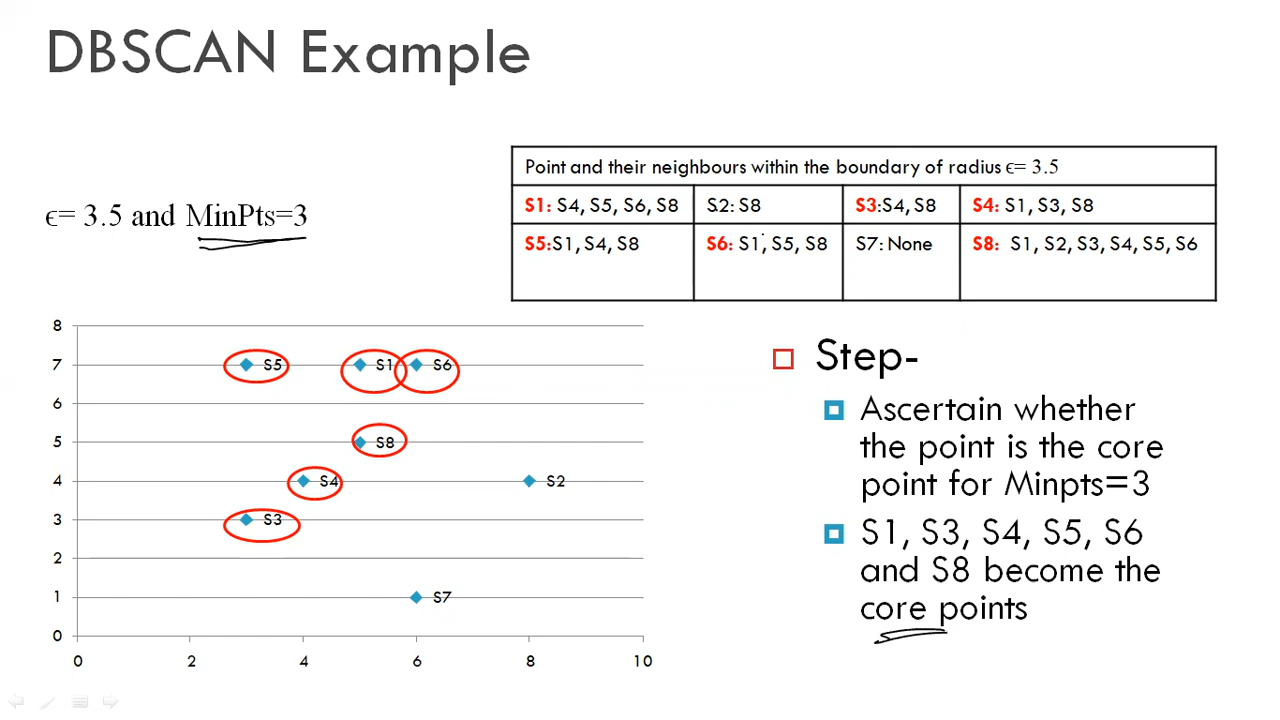 DBSCAN Example
ϵ= 3.5 and MinPts=3
Point and their neighbours within the boundary of radius ϵ= 3.5
S1: S4, S5, S6, S8
S2: S8
S3:S4, S8
S4: S1, S3, S8
S5:S1, S4, S8
S6: S1, S5, S8
S7: None
S8: S1, S2, S3, S4, S5, S6
8
7
6
5
4
3
2
1
0
S5
S1
S6
S8
S4
S2
S3
S7
0
2
4
6
8
10
Step-
Ascertain whether
the point is the core
point for Minpts=3
S1, S3, S4, S5, S6
and S8 become the
core points